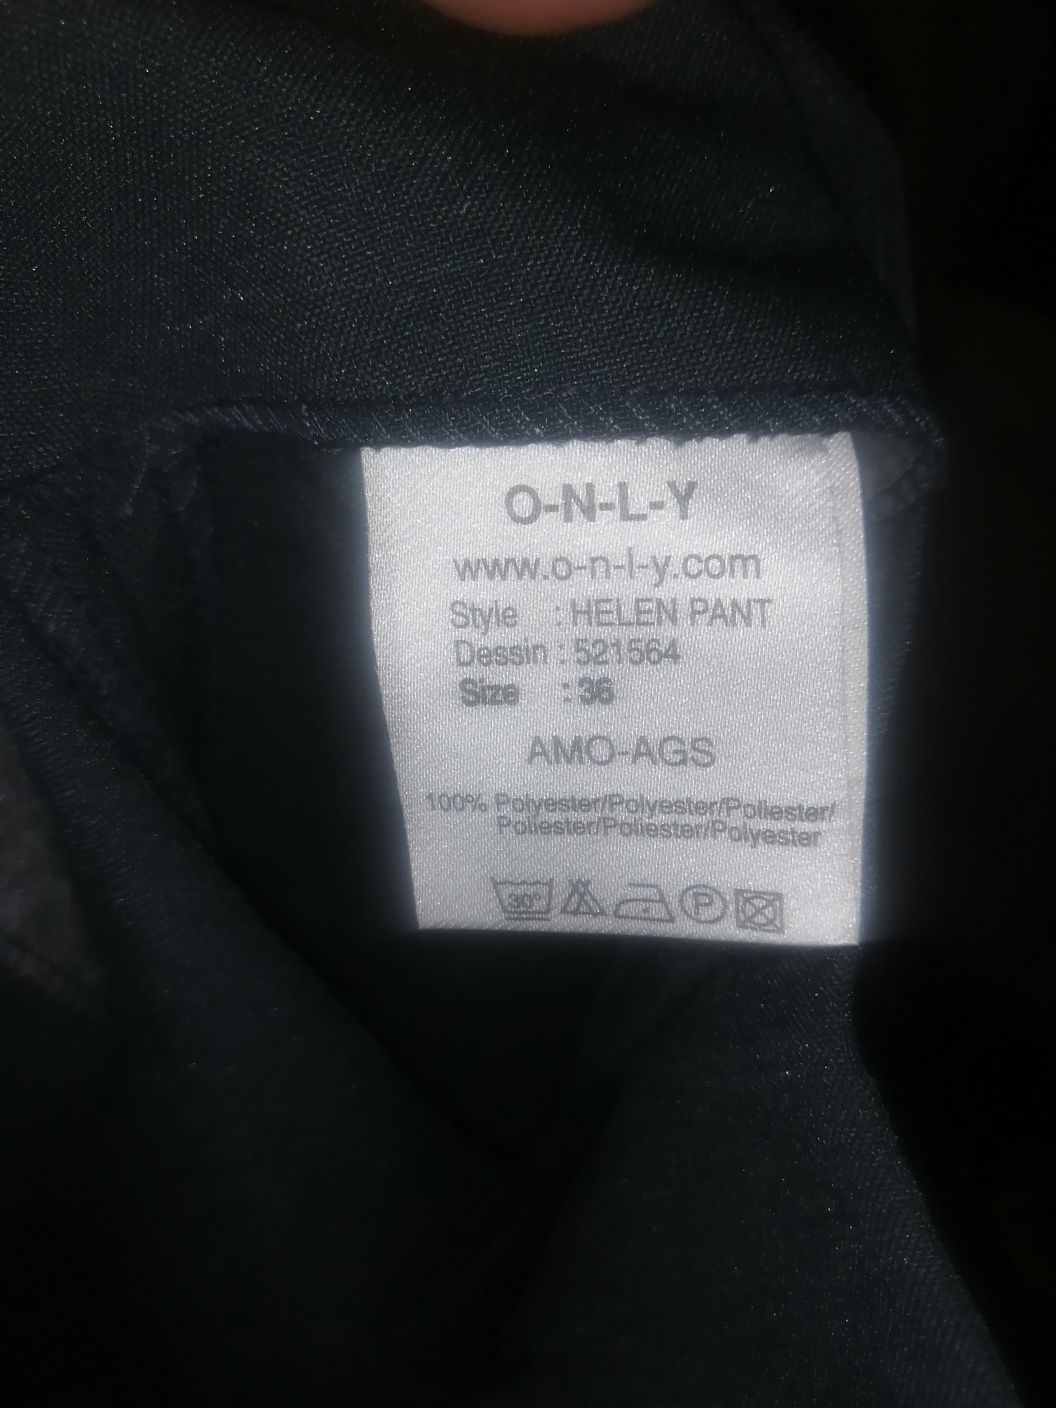 O-N-L-Y
www.o-n-l-y.com
Style : HELEN PANT
Dessin : 521564
Size : 36
AMO-AGS
100% Polyester/Polyester/Poliester/
Poliester/Poliester/Polyester
30° P